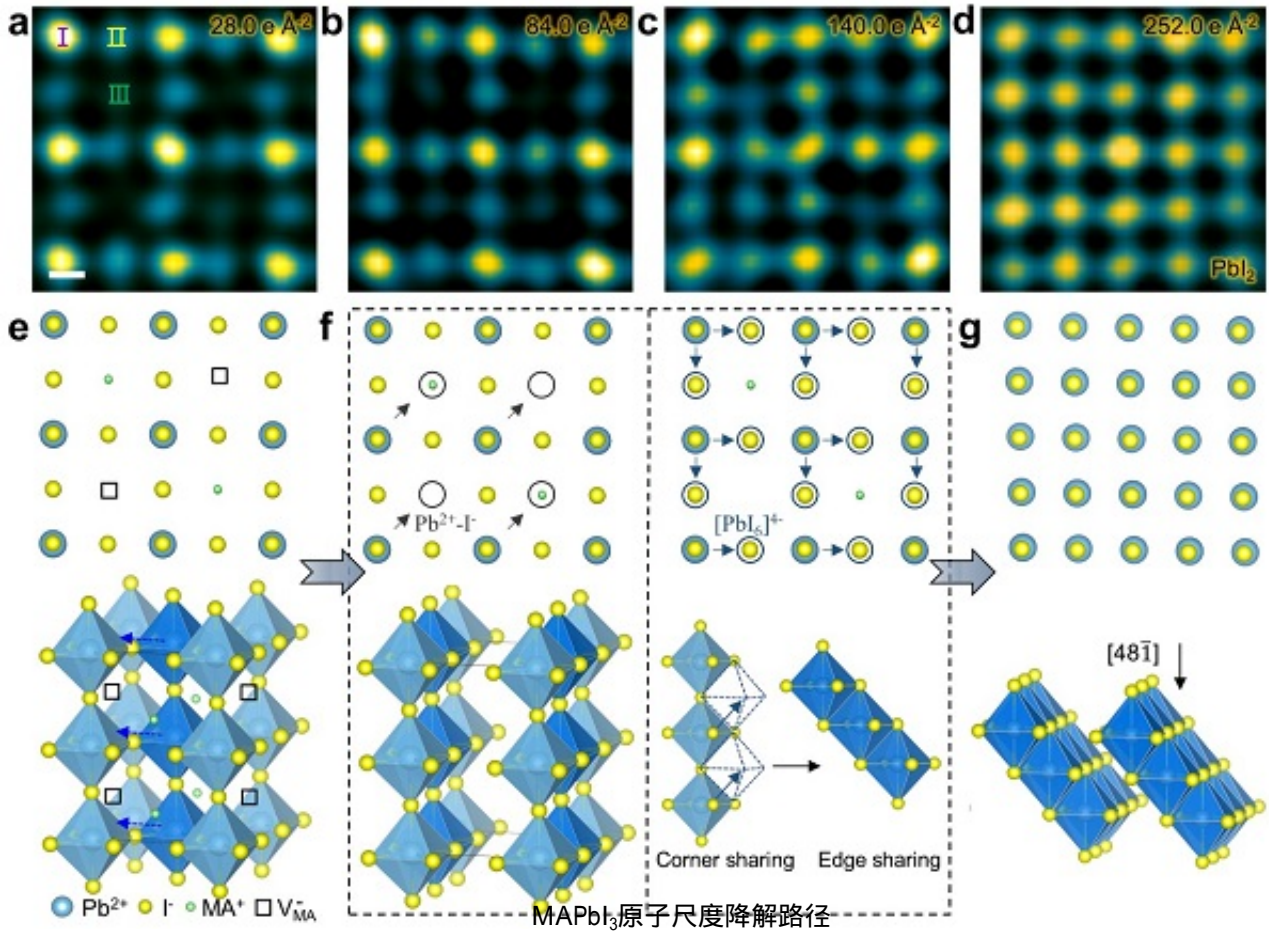 a
I
II
28.0 e Å⁻²
III
b
84.0 e Å⁻²
c
140.0 e Å⁻²
d
252.0 e Å⁻²
PbI₂
e
f
Pb²⁺-I⁻
[PbI₆]⁴⁻
g
[481̄]
Corner sharing
Edge sharing
Pb²⁺ I⁻ MA⁺ V⁻MA
MAPbI₃原子尺度降解路径